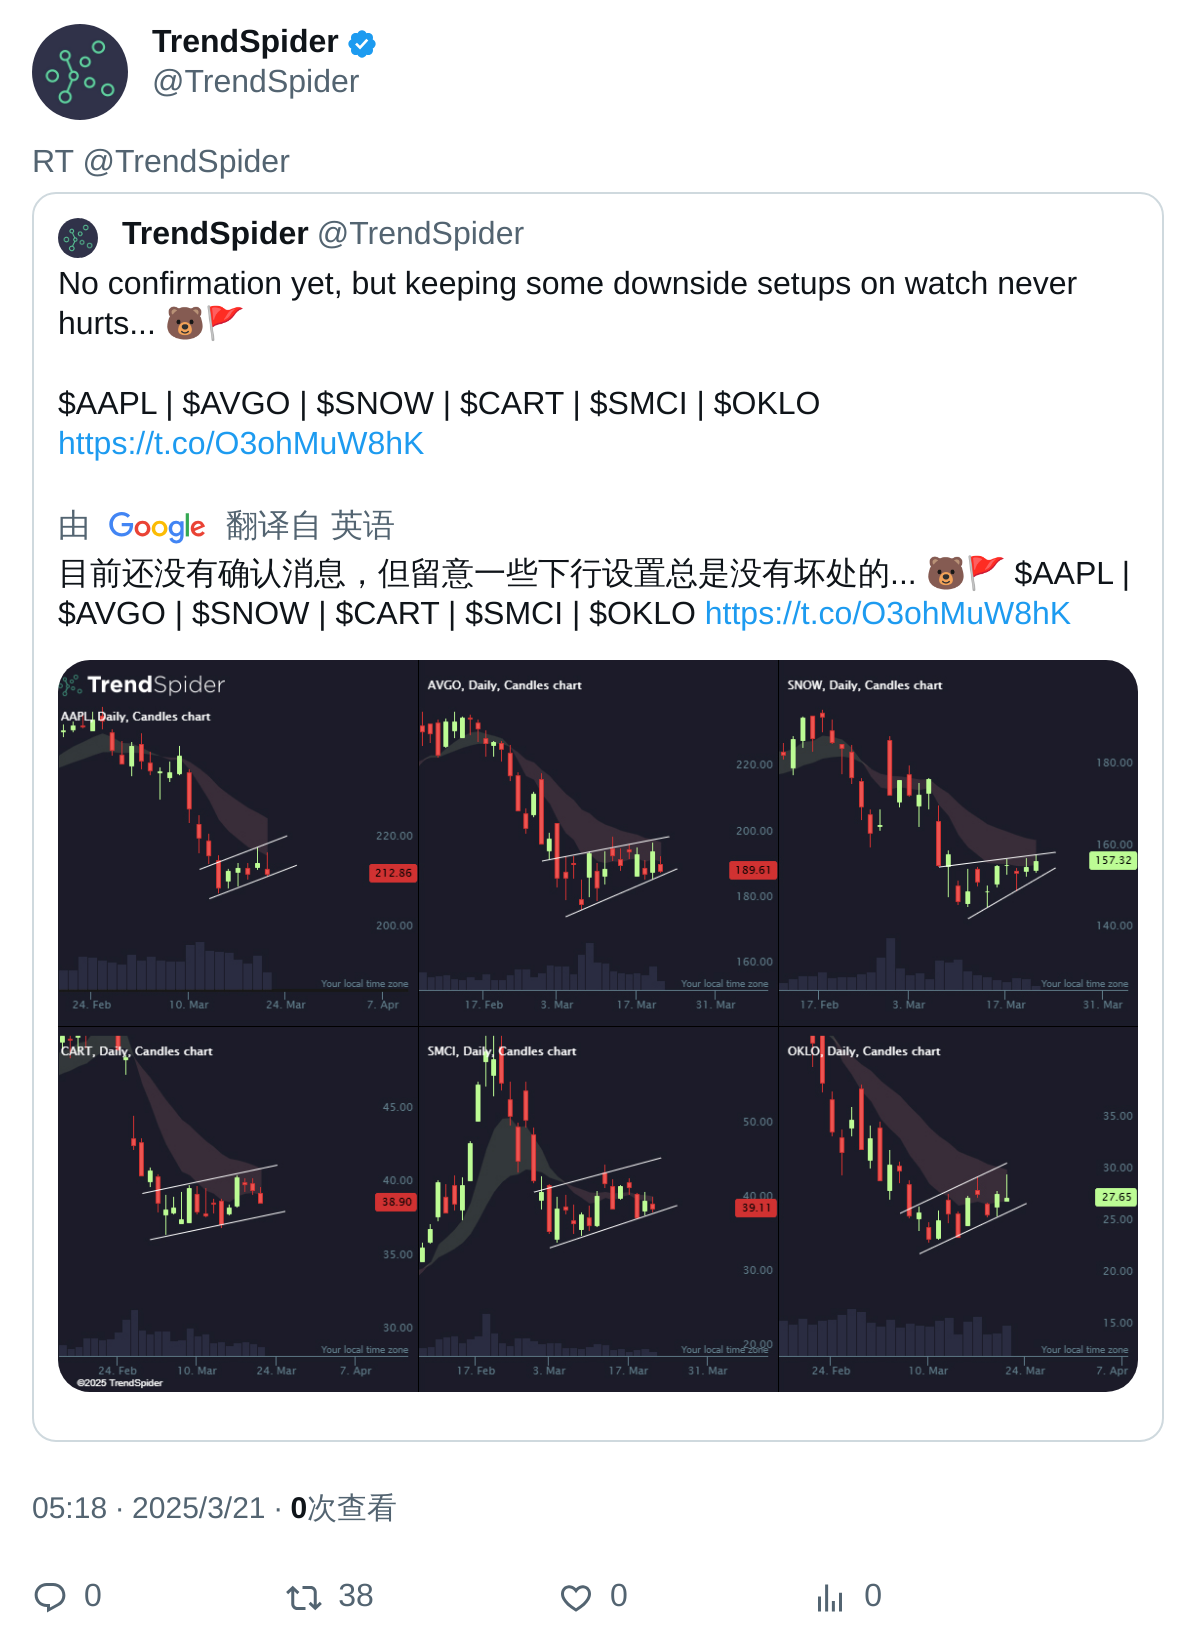 TrendSpider
@TrendSpider
RT @TrendSpider
TrendSpider @TrendSpider
No confirmation yet, but keeping some downside setups on watch never
hurts... 🐻🚩
$AAPL | $AVGO | $SNOW | $CART | $SMCI | $OKLO
https://t.co/O3ohMuW8hK
由 Google 翻译自 英语
目前还没有确认消息，但留意一些下行设置总是没有坏处的... 🐻🚩 $AAPL |
$AVGO | $SNOW | $CART | $SMCI | $OKLO https://t.co/O3ohMuW8hK
TrendSpider
AAPL, Daily, Candles chart
220.00
212.86
200.00
Your local time zone
24. Feb 10. Mar 24. Mar 7. Apr
AVGO, Daily, Candles chart
220.00
200.00
189.61
180.00
160.00
Your local time zone
17. Feb 3. Mar 17. Mar 31. Mar
SNOW, Daily, Candles chart
180.00
160.00
157.32
140.00
Your local time zone
17. Feb 3. Mar 17. Mar 31. Mar
CART, Daily, Candles chart
45.00
40.00
38.90
35.00
30.00
Your local time zone
24. Feb 10. Mar 24. Mar 7. Apr
©2025 TrendSpider
SMCI, Daily, Candles chart
50.00
40.00
39.11
30.00
20.00
Your local time zone
17. Feb 3. Mar 17. Mar 31. Mar
OKLO, Daily, Candles chart
35.00
30.00
27.65
25.00
20.00
15.00
Your local time zone
24. Feb 10. Mar 24. Mar 7. Apr
05:18 · 2025/3/21 · 0次查看
0 38 0 0